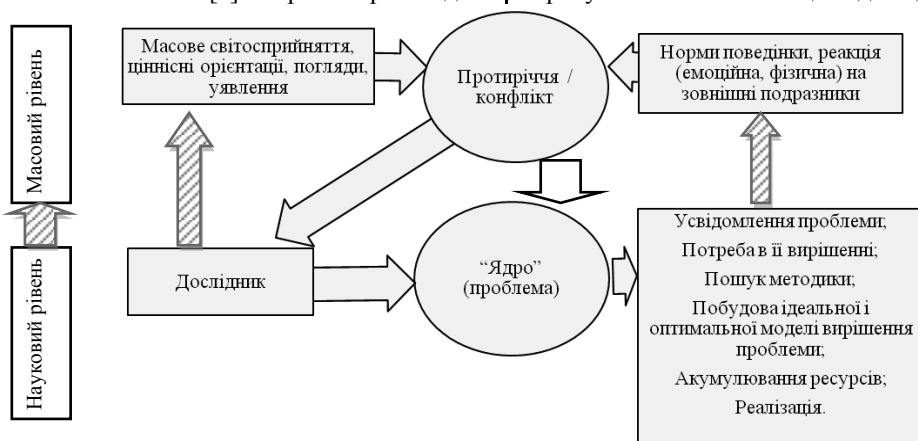 Масовий рівень
Науковий рівень
Масове світосприйняття,
ціннісні орієнтації, погляди,
уявлення
Протиріччя /
конфлікт
Норми поведінки, реакція
(емоційна, фізична) на
зовнішні подразники
Дослідник
“Ядро”
(проблема)
Усвідомлення проблеми;
Потреба в її вирішенні;
Пошук методики;
Побудова ідеальної і
оптимальної моделі вирішення
проблеми;
Акумулювання ресурсів;
Реалізація.